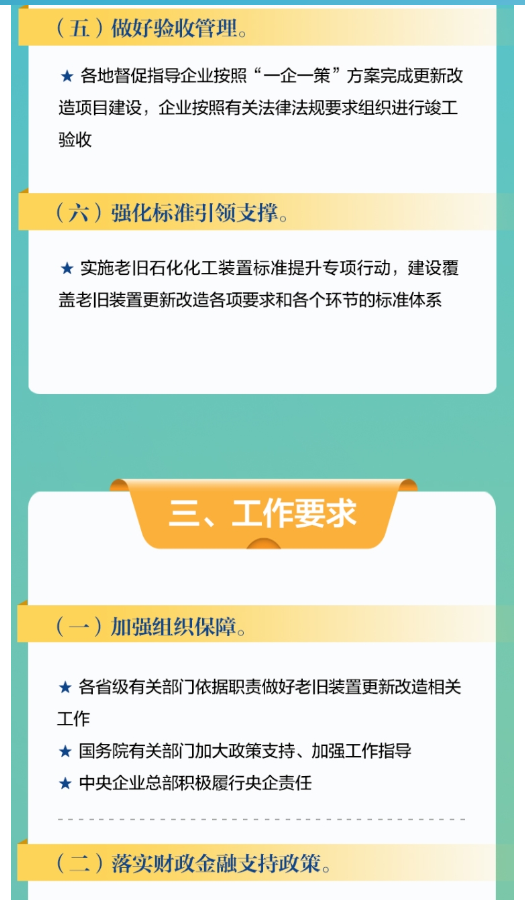 （五）做好验收管理。
★ 各地督促指导企业按照“一企一策”方案完成更新改
造项目建设，企业按照有关法律法规要求组织进行竣工
验收
（六）强化标准引领支撑。
★ 实施老旧石化化工装置标准提升专项行动，建设覆
盖老旧装置更新改造各项要求和各个环节的标准体系
三、工作要求
（一）加强组织保障。
★ 各省级有关部门依据职责做好老旧装置更新改造相关
工作
★ 国务院有关部门加大政策支持、加强工作指导
★ 中央企业总部积极履行央企责任
（二）落实财政金融支持政策。